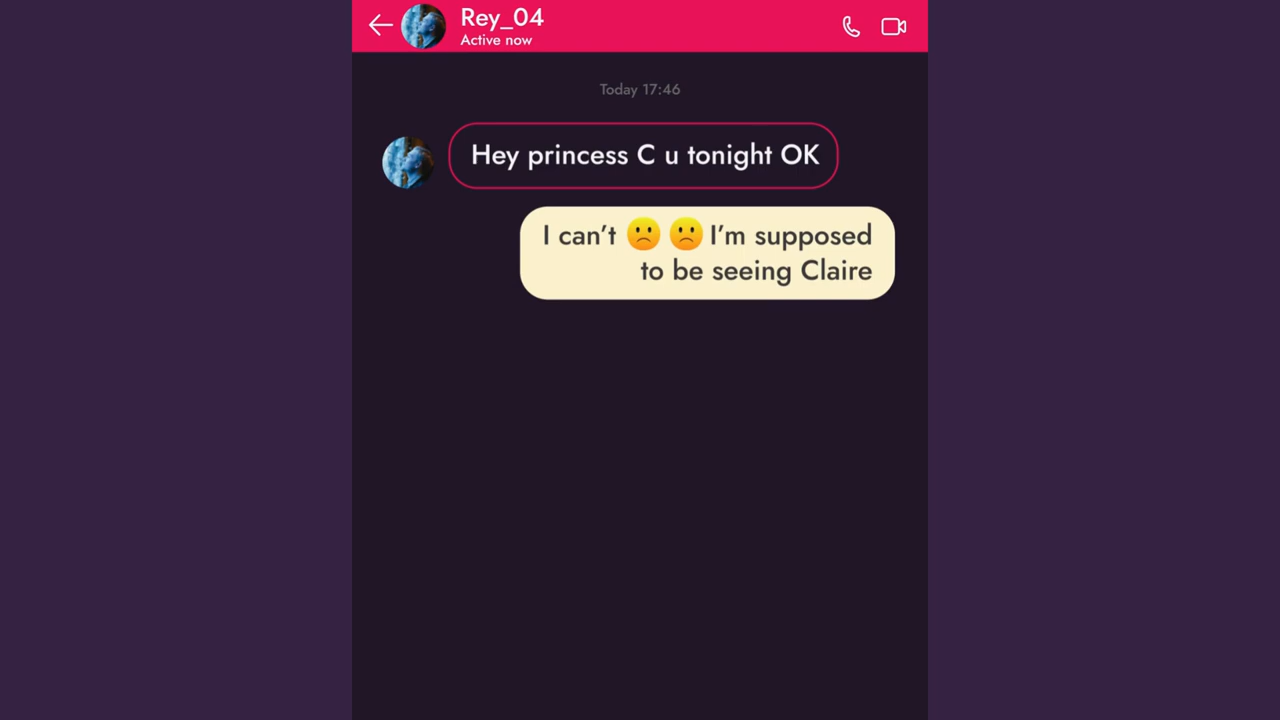 Rey_04
Active now
Today 17:46
Hey princess C u tonight OK
I can't 🙁 🙁 I'm supposed
to be seeing Claire